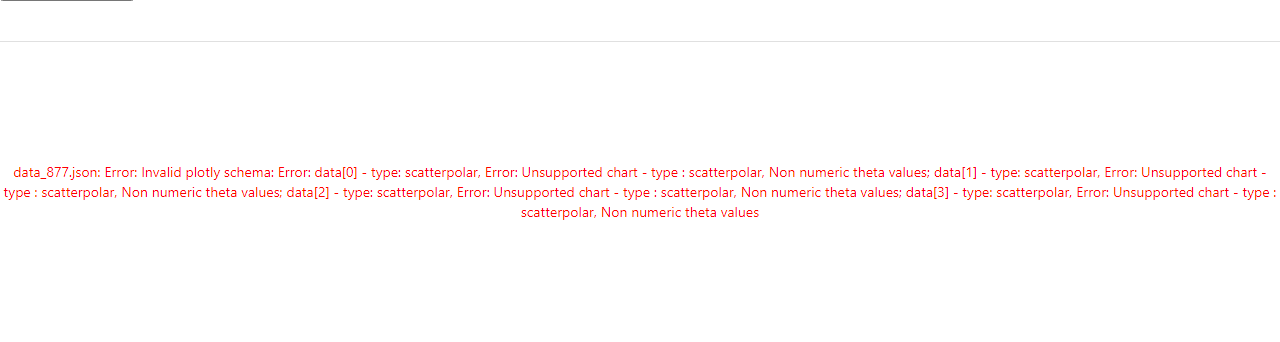 data_877.json: Error: Invalid plotly schema: Error: data[0] - type: scatterpolar, Error: Unsupported chart - type : scatterpolar, Non numeric theta values; data[1] - type: scatterpolar, Error: Unsupported chart -
type : scatterpolar, Non numeric theta values; data[2] - type: scatterpolar, Error: Unsupported chart - type : scatterpolar, Non numeric theta values; data[3] - type: scatterpolar, Error: Unsupported chart - type :
scatterpolar, Non numeric theta values